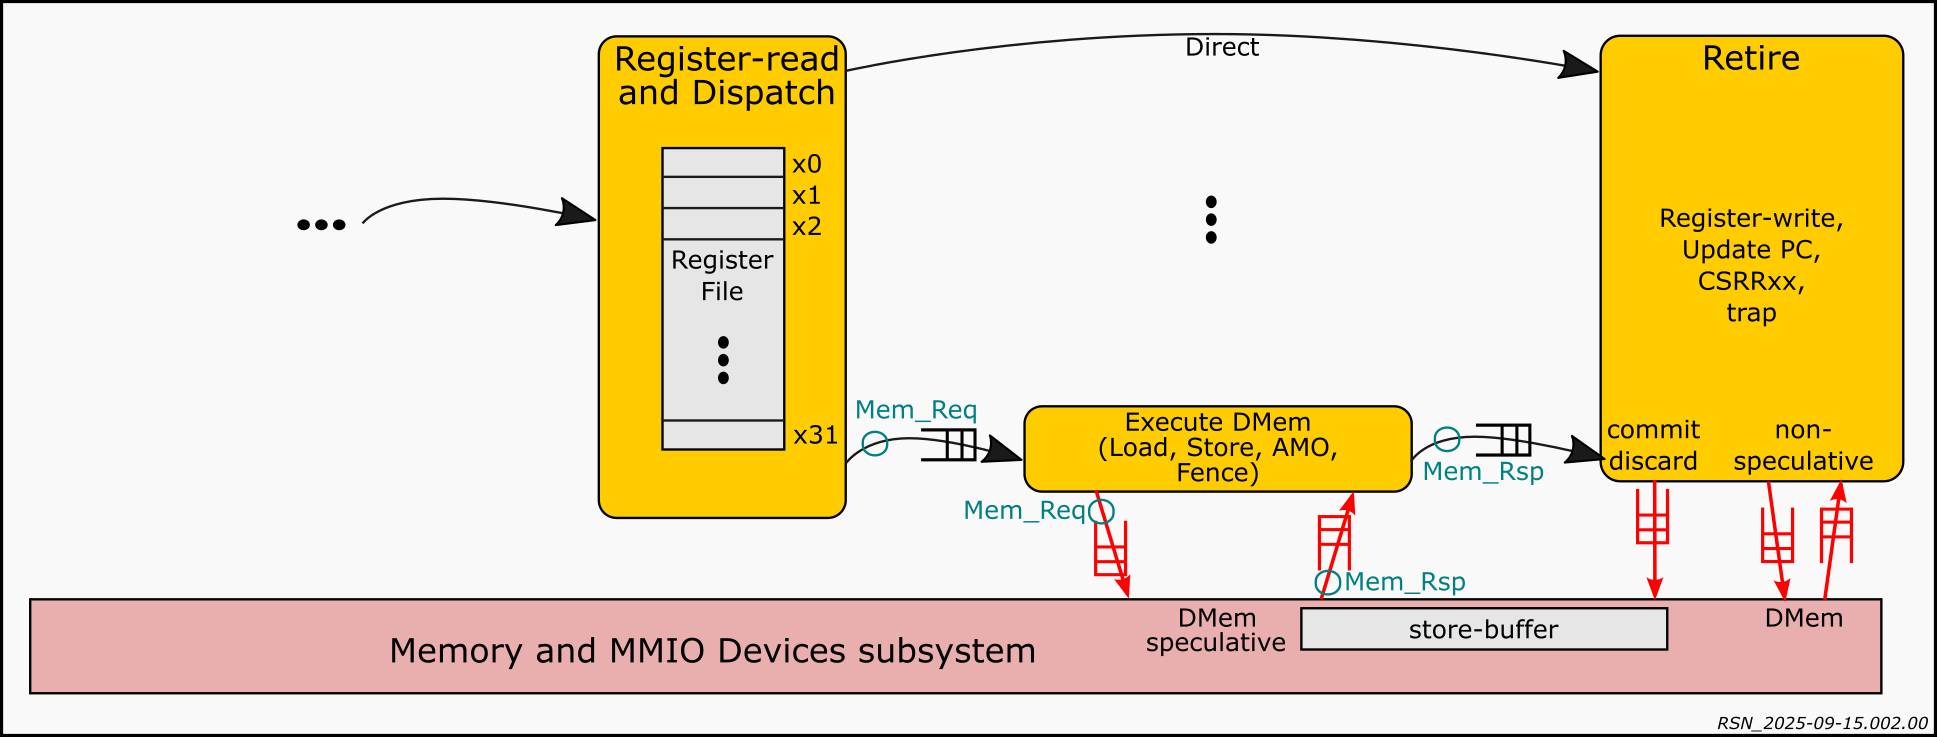 Register-read
and Dispatch
x0
x1
x2
Register
File
x31
Direct
Retire
Register-write,
Update PC,
CSRRxx,
trap
commit
discard
non-
speculative
Mem_Req
Execute DMem
(Load, Store, AMO,
Fence)
Mem_Rsp
Mem_Req
Mem_Rsp
Memory and MMIO Devices subsystem
DMem
speculative
store-buffer
DMem
RSN_2025-09-15.002.00